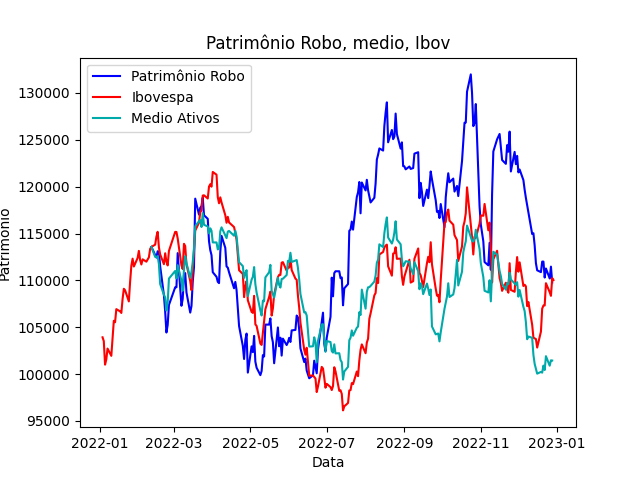 Patrimônio Robo, medio, Ibov
Patrimônio Robo
Ibovespa
Medio Ativos
Patrimonio
130000
125000
120000
115000
110000
105000
100000
95000
2022-01
2022-03
2022-05
2022-07
2022-09
2022-11
2023-01
Data